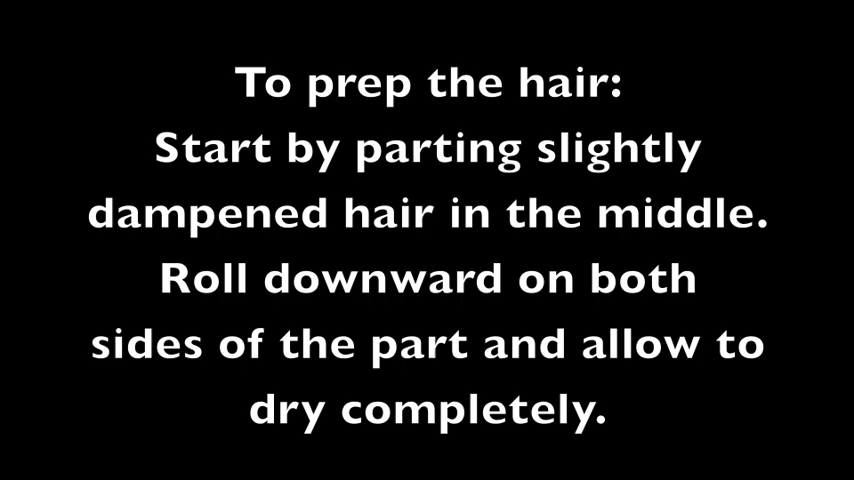 To prep the hair:
Start by parting slightly
dampened hair in the middle.
Roll downward on both
sides of the part and allow to
dry completely.